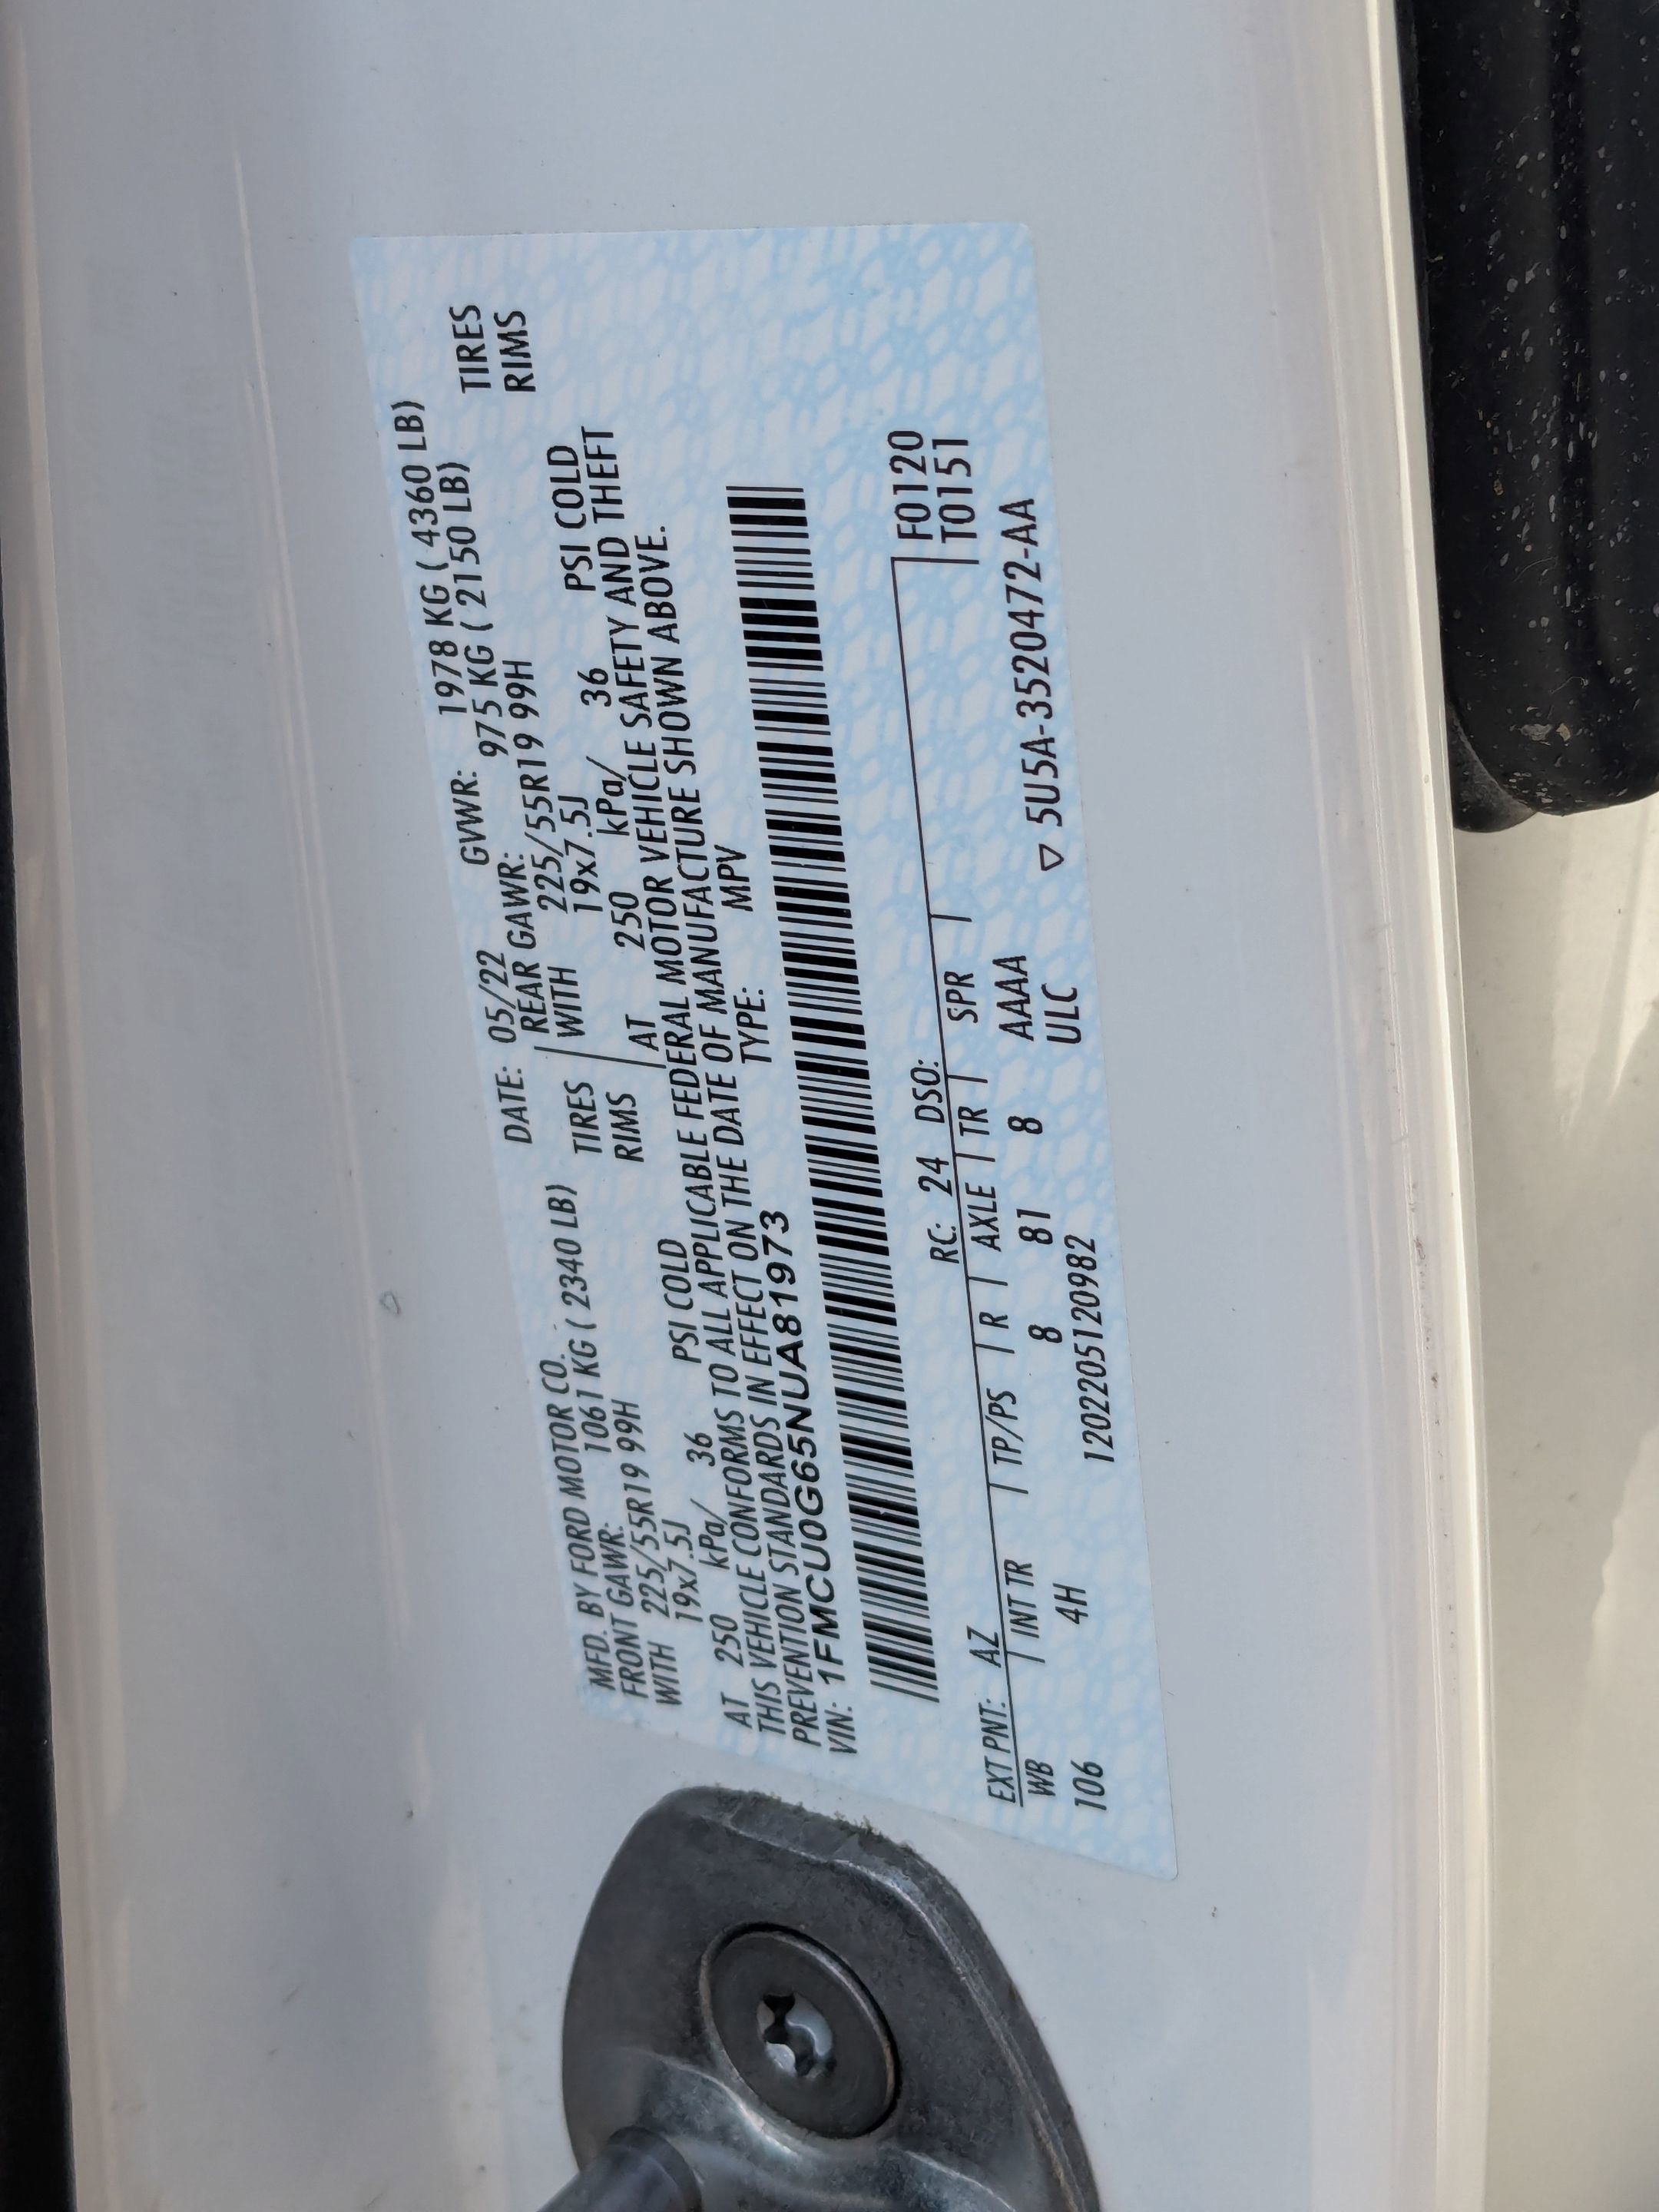 MFD. BY FORD MOTOR CO. DATE: 05/22 GVWR: 1978 KG ( 4360 LB)
FRONT GAWR: 1061 KG ( 2340 LB) REAR GAWR: 975 KG ( 2150 LB)
WITH 225/55R19 99H TIRES WITH 225/55R19 99H TIRES
19x7.5J RIMS 19x7.5J RIMS
AT 250 kPa/ 36 PSI COLD AT 250 kPa/ 36 PSI COLD
THIS VEHICLE CONFORMS TO ALL APPLICABLE FEDERAL MOTOR VEHICLE SAFETY AND THEFT
PREVENTION STANDARDS IN EFFECT ON THE DATE OF MANUFACTURE SHOWN ABOVE.
VIN: 1FMCU0G65NUA81973 TYPE: MPV
F0120
T0151
EXT PNT: AZ RC: 24 DSO:
WB INT TR TP/PS R AXLE TR SPR
106 4H 8 81 8 AAAA
120220512098​2 ULC ▽ 5U5A-3520472-AA